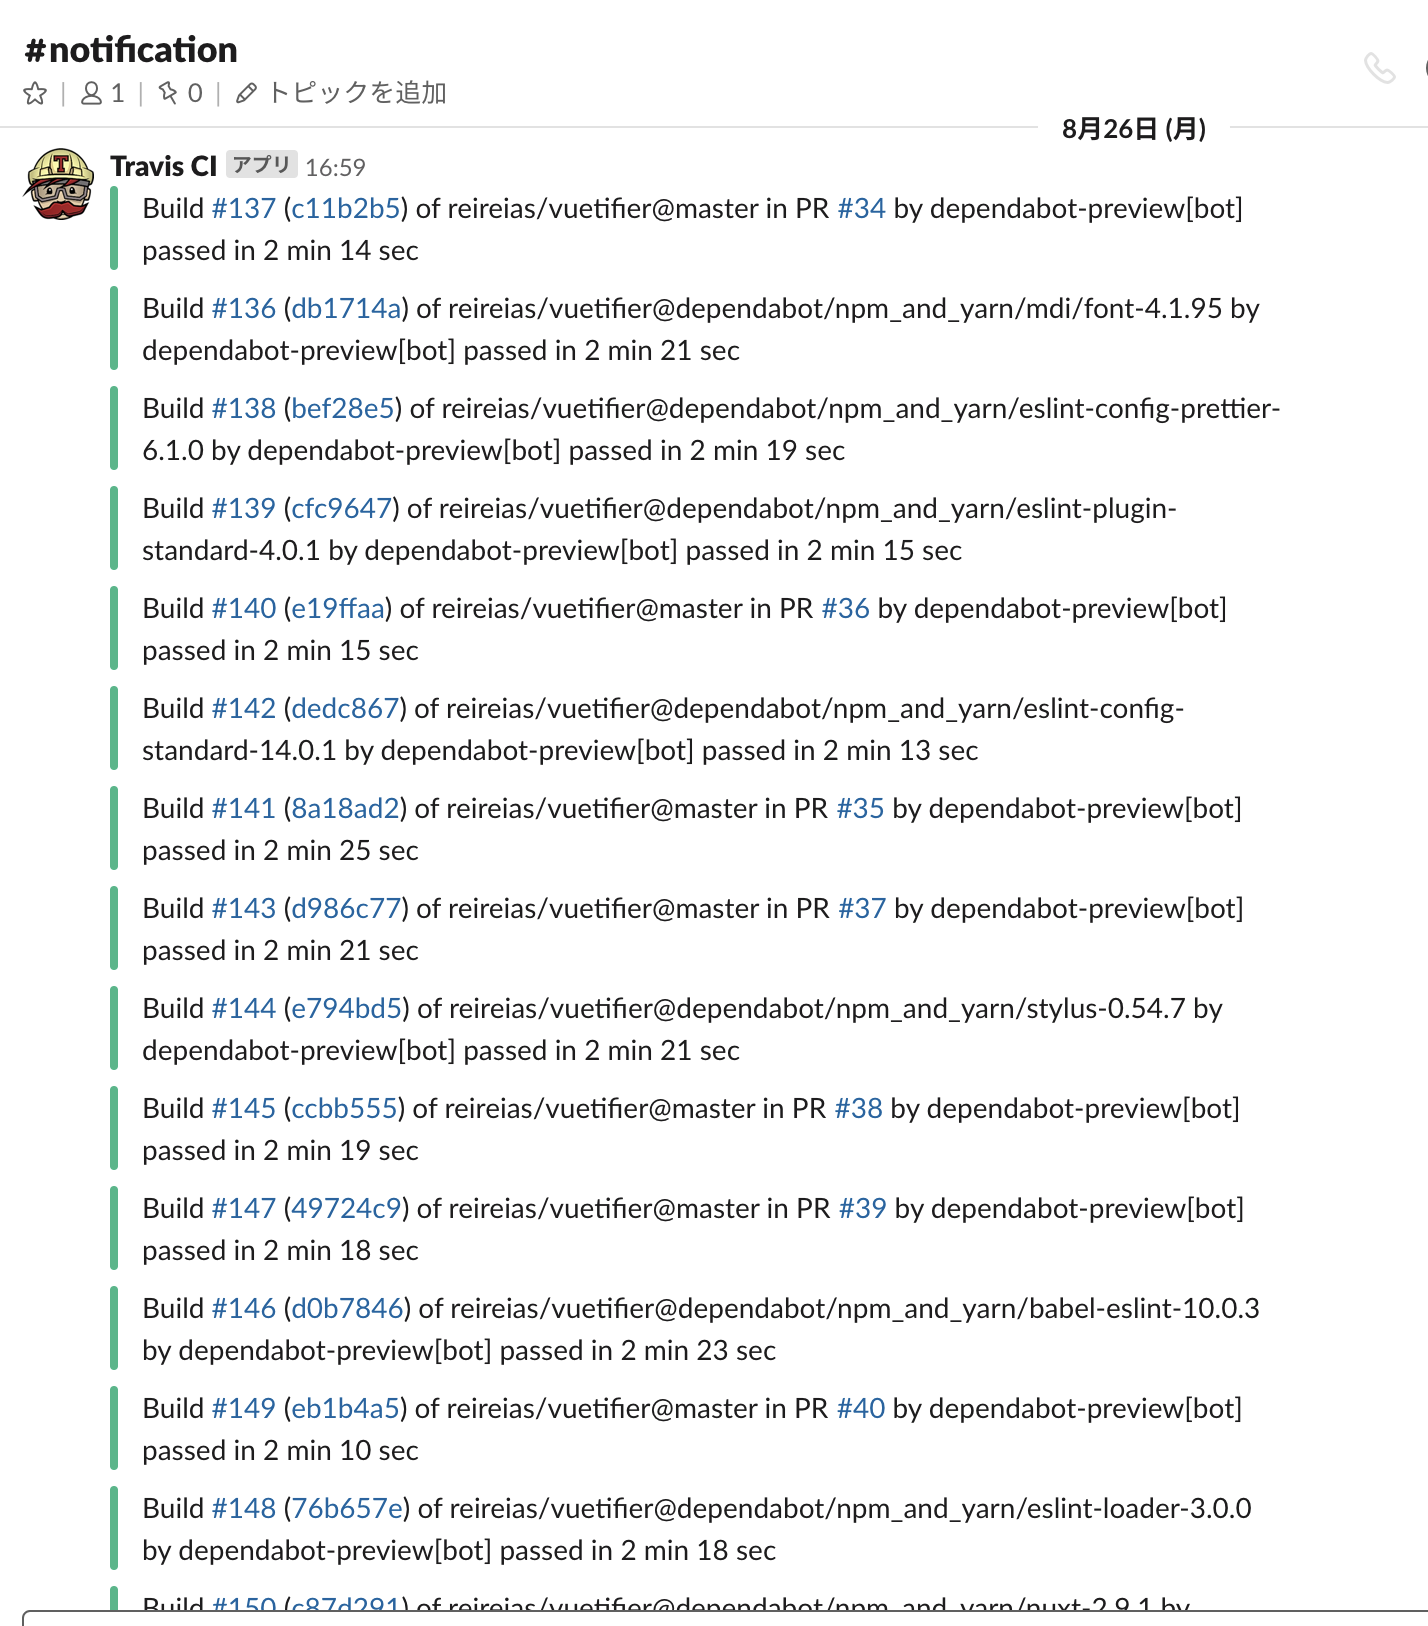 #notification
1 | 0 | トピックを追加
8月26日 (月)
Travis CI アプリ 16:59
Build #137 (c11b2b5) of reireias/vuetifier@master in PR #34 by dependabot-preview[bot]
passed in 2 min 14 sec
Build #136 (db1714a) of reireias/vuetifier@dependabot/npm_and_yarn/mdi/font-4.1.95 by
dependabot-preview[bot] passed in 2 min 21 sec
Build #138 (bef28e5) of reireias/vuetifier@dependabot/npm_and_yarn/eslint-config-prettier-
6.1.0 by dependabot-preview[bot] passed in 2 min 19 sec
Build #139 (cfc9647) of reireias/vuetifier@dependabot/npm_and_yarn/eslint-plugin-
standard-4.0.1 by dependabot-preview[bot] passed in 2 min 15 sec
Build #140 (e19ffaa) of reireias/vuetifier@master in PR #36 by dependabot-preview[bot]
passed in 2 min 15 sec
Build #142 (dedc867) of reireias/vuetifier@dependabot/npm_and_yarn/eslint-config-
standard-14.0.1 by dependabot-preview[bot] passed in 2 min 13 sec
Build #141 (8a18ad2) of reireias/vuetifier@master in PR #35 by dependabot-preview[bot]
passed in 2 min 25 sec
Build #143 (d986c77) of reireias/vuetifier@master in PR #37 by dependabot-preview[bot]
passed in 2 min 21 sec
Build #144 (e794bd5) of reireias/vuetifier@dependabot/npm_and_yarn/stylus-0.54.7 by
dependabot-preview[bot] passed in 2 min 21 sec
Build #145 (ccbb555) of reireias/vuetifier@master in PR #38 by dependabot-preview[bot]
passed in 2 min 19 sec
Build #147 (49724c9) of reireias/vuetifier@master in PR #39 by dependabot-preview[bot]
passed in 2 min 18 sec
Build #146 (d0b7846) of reireias/vuetifier@dependabot/npm_and_yarn/babel-eslint-10.0.3
by dependabot-preview[bot] passed in 2 min 23 sec
Build #149 (eb1b4a5) of reireias/vuetifier@master in PR #40 by dependabot-preview[bot]
passed in 2 min 10 sec
Build #148 (76b657e) of reireias/vuetifier@dependabot/npm_and_yarn/eslint-loader-3.0.0
by dependabot-preview[bot] passed in 2 min 18 sec
Build #150 (c87d291) of reireias/vuetifier@dependabot/npm_and_yarn/nuxt-2.9.1 by